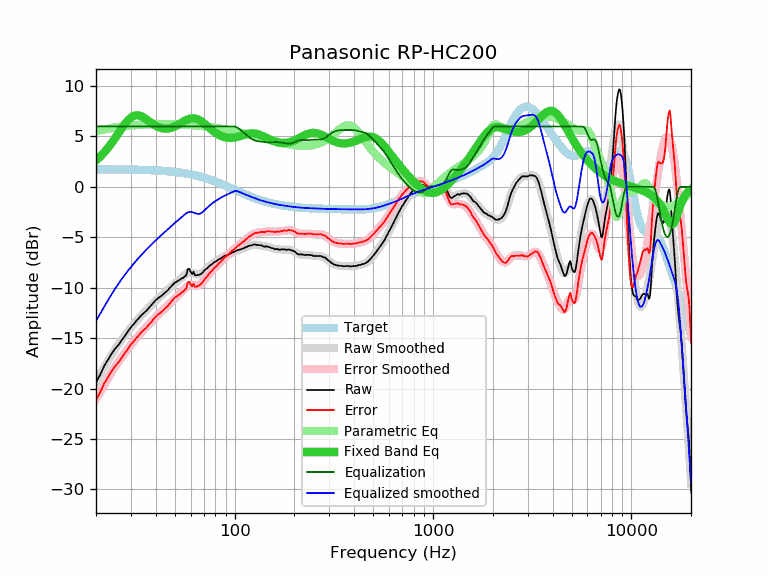 Panasonic RP-HC200
10
5
0
−5
−10
−15
−20
−25
−30
Amplitude (dBr)
Target
Raw Smoothed
Error Smoothed
Raw
Error
Parametric Eq
Fixed Band Eq
Equalization
Equalized smoothed
100 1000 10000
Frequency (Hz)